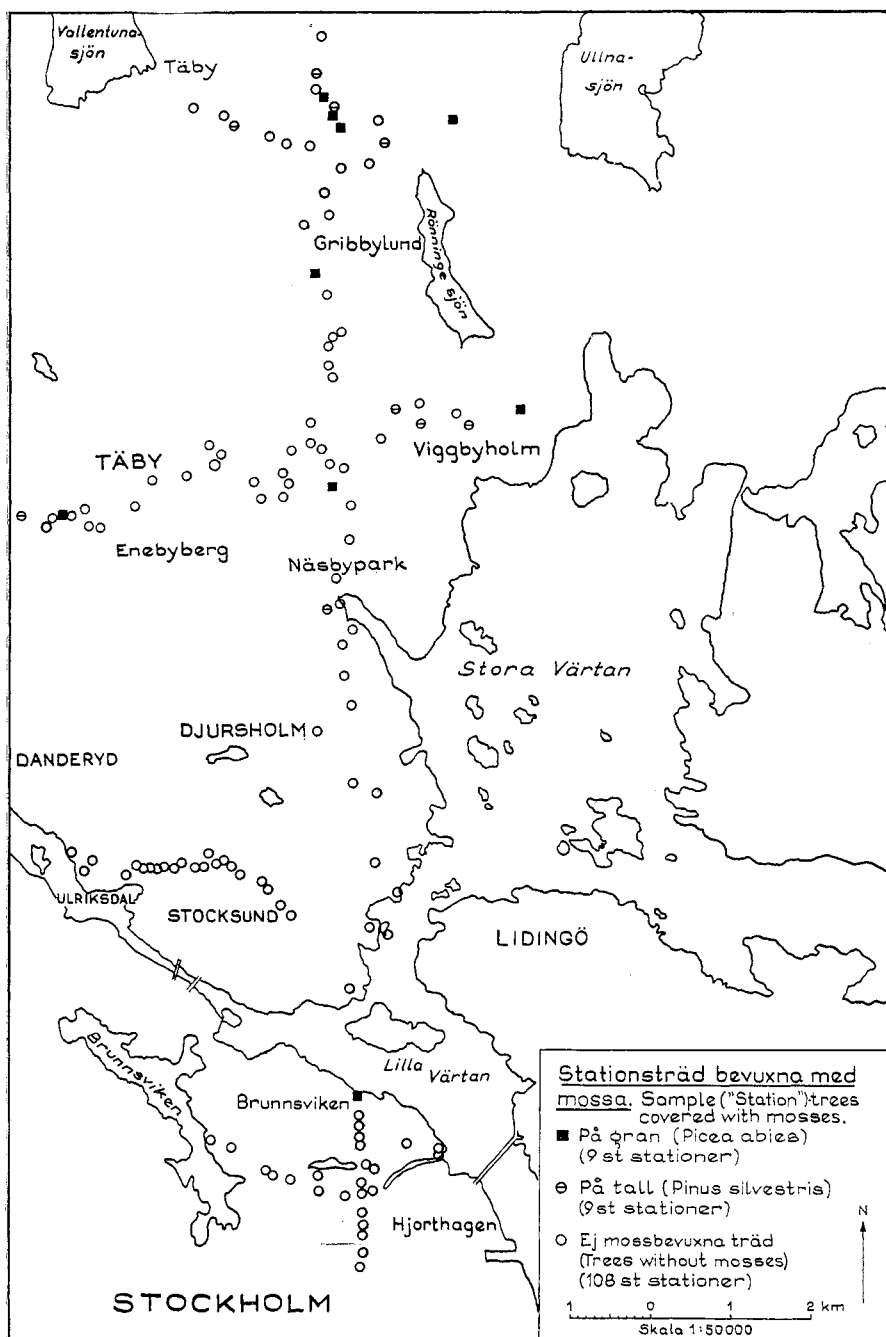 Vallentuna-
sjön
Täby
Ullna-
sjön
Gribbylund
Rönninge sjön
TÄBY
Viggbyholm
Enebyberg
Näsbypark
Stora Värtan
DJURSHOLM
DANDERYD
ULRIKSDAL
STOCKSUND
LIDINGÖ
Brunnsviken
Lilla
Värtan
Brunnsviken
Hjorthagen
STOCKHOLM
Stationsträd bevuxna med
mossa. Sample ("Station")-trees
covered with mosses.
På gran (Picea abies)
(9 st stationer)
På tall (Pinus silvestris)
(9 st stationer)
Ej mossbevuxna träd
(Trees without mosses)
(108 st stationer)
N
1 0 1 2 km
Skala 1:50000